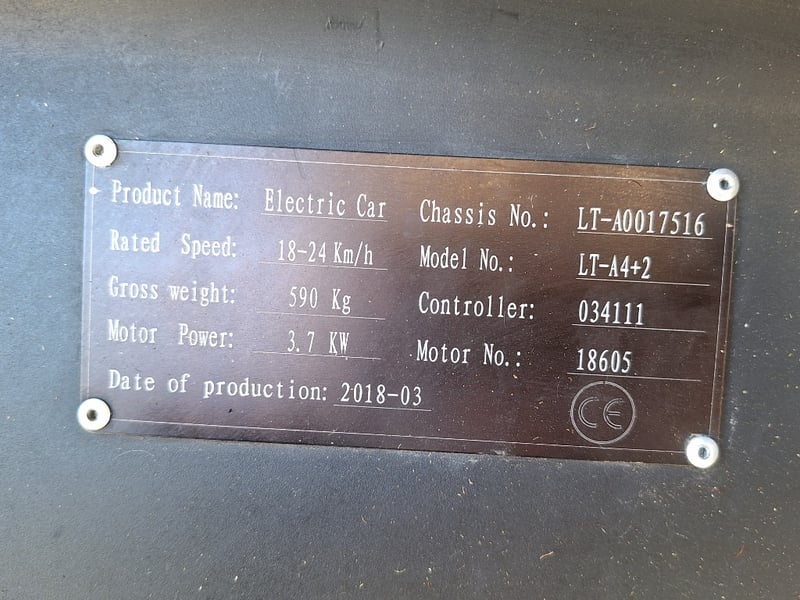 Product Name: Electric Car Chassis No.: LT-A0017516
Rated Speed: 18-24 Km/h Model No.: LT-A4+2
Gross weight: 590 Kg Controller: 034111
Motor Power: 3.7 KW Motor No.: 18605
Date of production: 2018-03
CE